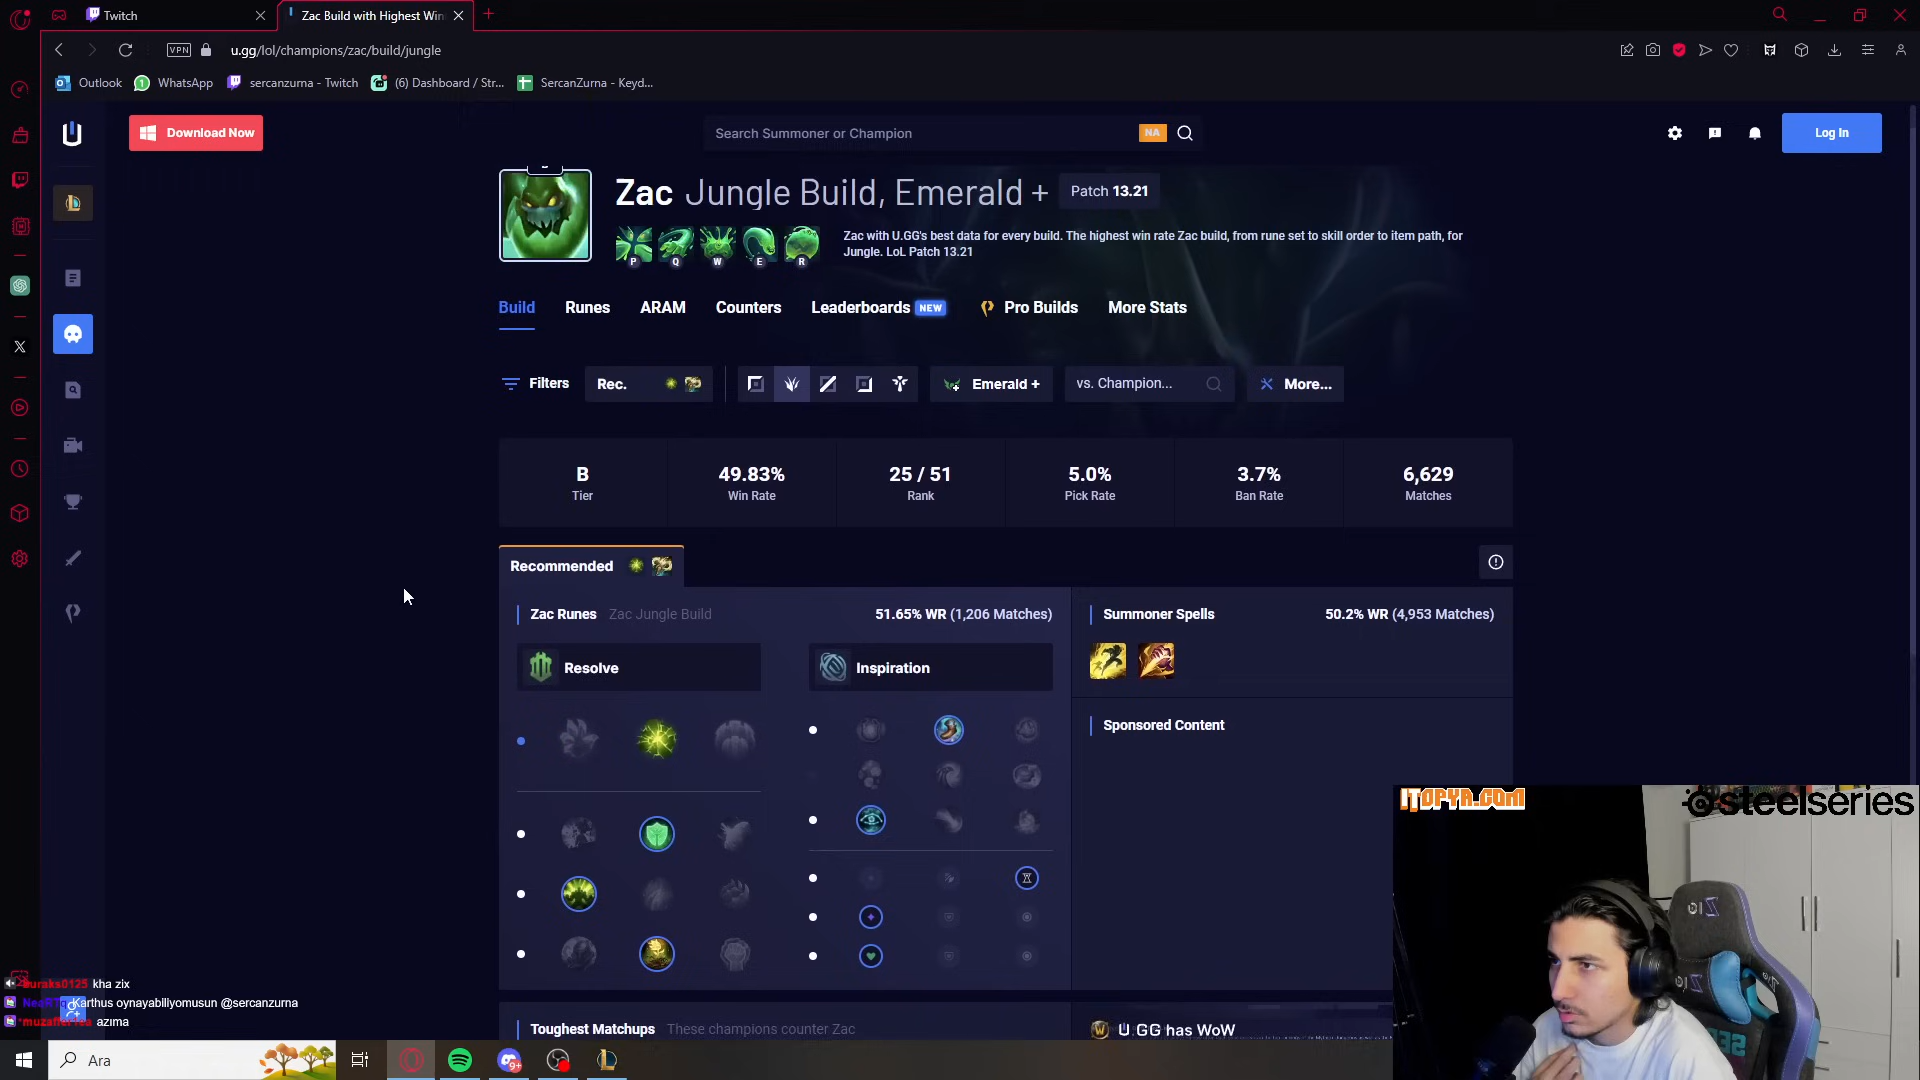 Twitch
Zac Build with Highest Win
VPN
u.gg/lol/champions/zac/build/jungle
Outlook
WhatsApp
sercanzurna - Twitch
(6) Dashboard / Str...
SercanZurna - Keyd...
Download Now
Search Summoner or Champion
NA
Log In
Zac Jungle Build, Emerald +
Patch 13.21
P Q W E R
Zac with U.GG's best data for every build. The highest win rate Zac build, from rune set to skill order to item path, for
Jungle. LoL Patch 13.21
Build
Runes
ARAM
Counters
Leaderboards NEW
Pro Builds
More Stats
Filters
Rec.
Emerald +
vs. Champion...
More...
B
Tier
49.83%
Win Rate
25 / 51
Rank
5.0%
Pick Rate
3.7%
Ban Rate
6,629
Matches
Recommended
Zac Runes Zac Jungle Build
51.65% WR (1,206 Matches)
Summoner Spells
50.2% WR (4,953 Matches)
Resolve
Inspiration
Sponsored Content
ITOPYA.COM
steelseries
kha zix
Karthus oynayabiliyomusun @sercanzurna
azıma
Toughest Matchups These champions counter Zac
U GG has WoW
Ara
9+